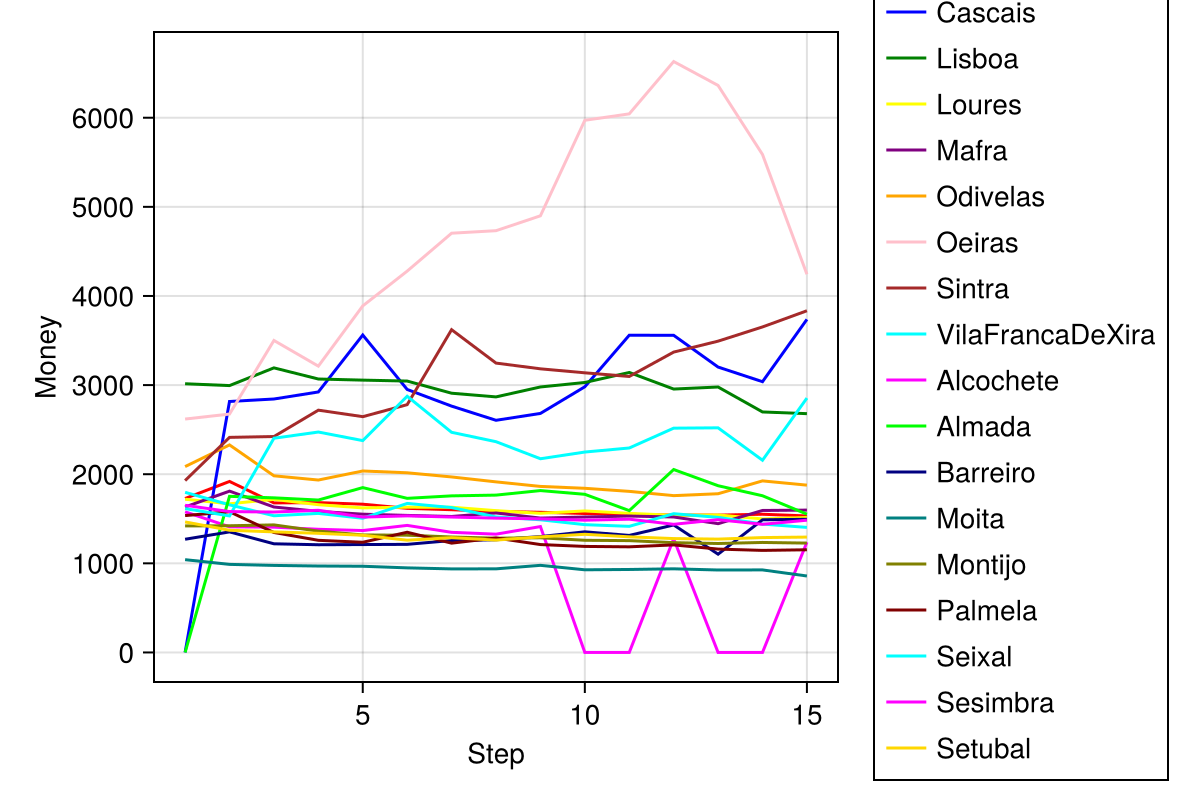 6000
5000
4000
3000
2000
1000
0
Money
5
10
15
Step
Cascais
Lisboa
Loures
Mafra
Odivelas
Oeiras
Sintra
VilaFrancaDeXira
Alcochete
Almada
Barreiro
Moita
Montijo
Palmela
Seixal
Sesimbra
Setubal